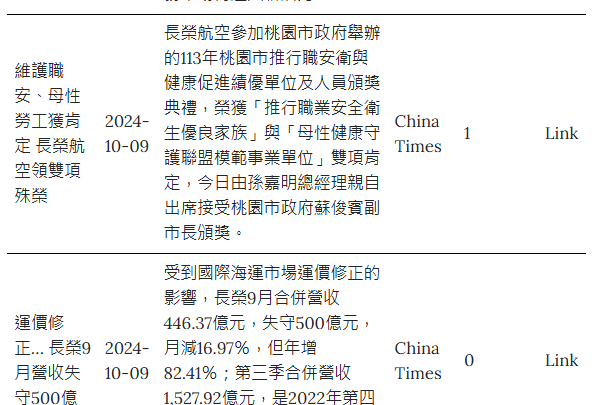 維護職
安、母性
勞工獲肯
定 長榮航
空領雙項
殊榮
2024-
10-09
長榮航空參加桃園市政府舉辦
的113年桃園市推行職安衛與
健康促進績優單位及人員頒獎
典禮，榮獲「推行職業安全衛
生優良家族」與「母性健康守
護聯盟模範事業單位」雙項肯
定，今日由孫嘉明總經理親自
出席接受桃園市政府蘇俊賓副
市長頒獎。
China
Times
1
Link
運價修
正... 長榮9
月營收失
守500億
2024-
10-09
受到國際海運市場運價修正的
影響，長榮9月合併營收
446.37億元，失守500億元，
月減16.97%，但年增
82.41%；第三季合併營收
1,527.92億元，是2022年第四
China
Times
0
Link